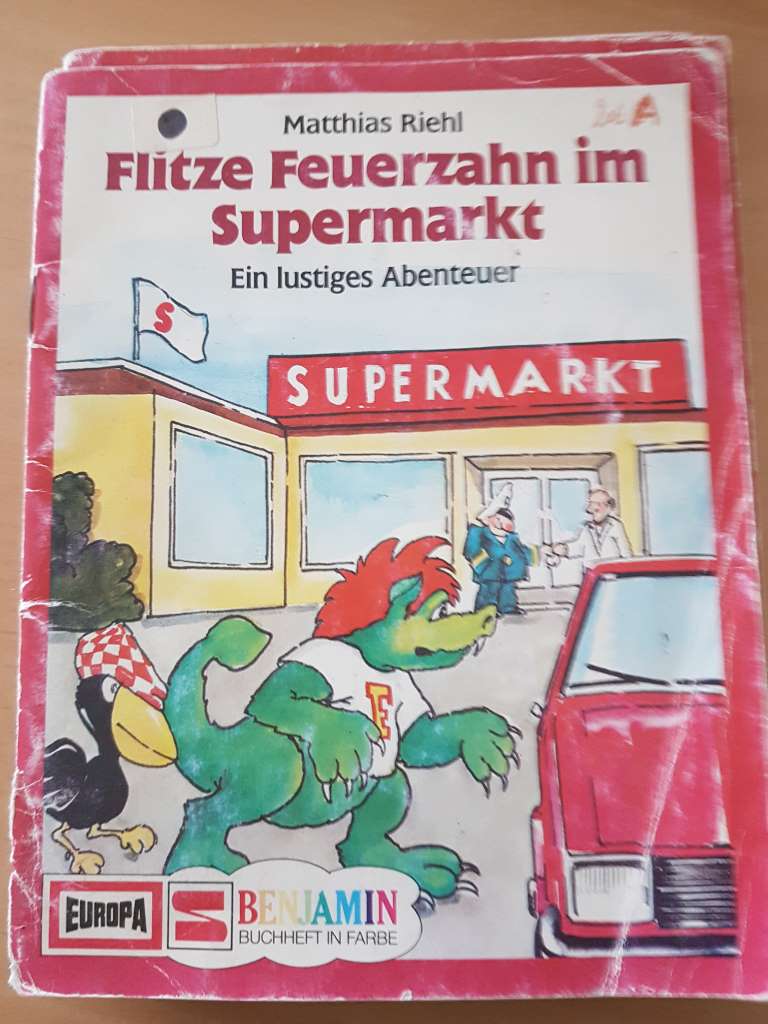 Matthias Riehl
Flitze Feuerzahn im
Supermarkt
Ein lustiges Abenteuer
S
SUPERMARKT
F
EUROPA
S
BENJAMIN
BUCHHEFT IN FARBE
A